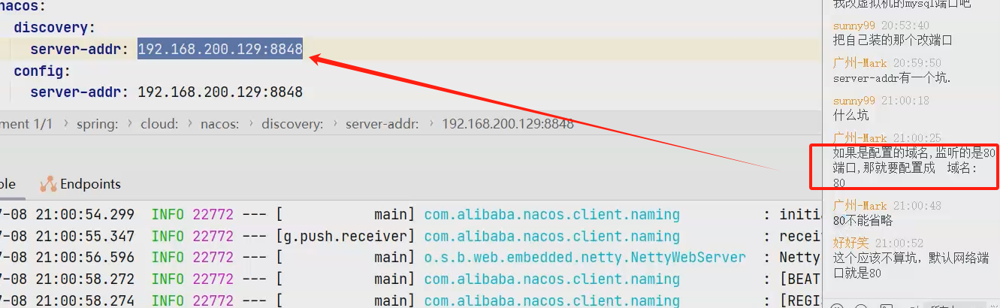 nacos:
discovery:
server-addr: 192.168.200.129:8848
config:
server-addr: 192.168.200.129:8848
ment 1/1 › spring: › cloud: › nacos: › discovery: › server-addr: › 192.168.200.129:8848
ole
Endpoints
7-08 21:00:54.299 INFO 22772 --- [ main] com.alibaba.nacos.client.naming : initia
7-08 21:00:55.347 INFO 22772 --- [g.push.receiver] com.alibaba.nacos.client.naming : recei
7-08 21:00:56.596 INFO 22772 --- [ main] o.s.b.web.embedded.netty.NettyWebServer : Netty
7-08 21:00:58.272 INFO 22772 --- [ main] com.alibaba.nacos.client.naming : [BEAT
7-08 21:00:58.274 INFO 22772 --- [ main] com.alibaba.nacos.client.naming : [REGI
我改虚拟机的mysql端口吧
sunny99 20:53:40
把自己装的那个改端口
广州-Mark 20:59:50
server-addr有一个坑.
sunny99 21:00:18
什么坑
广州-Mark 21:00:25
如果是配置的域名,监听的是80
端口,那就要配置成 域名:
80
广州-Mark 21:00:48
80不能省略
好好笑 21:00:52
这个应该不算坑，默认网络端
口就是80